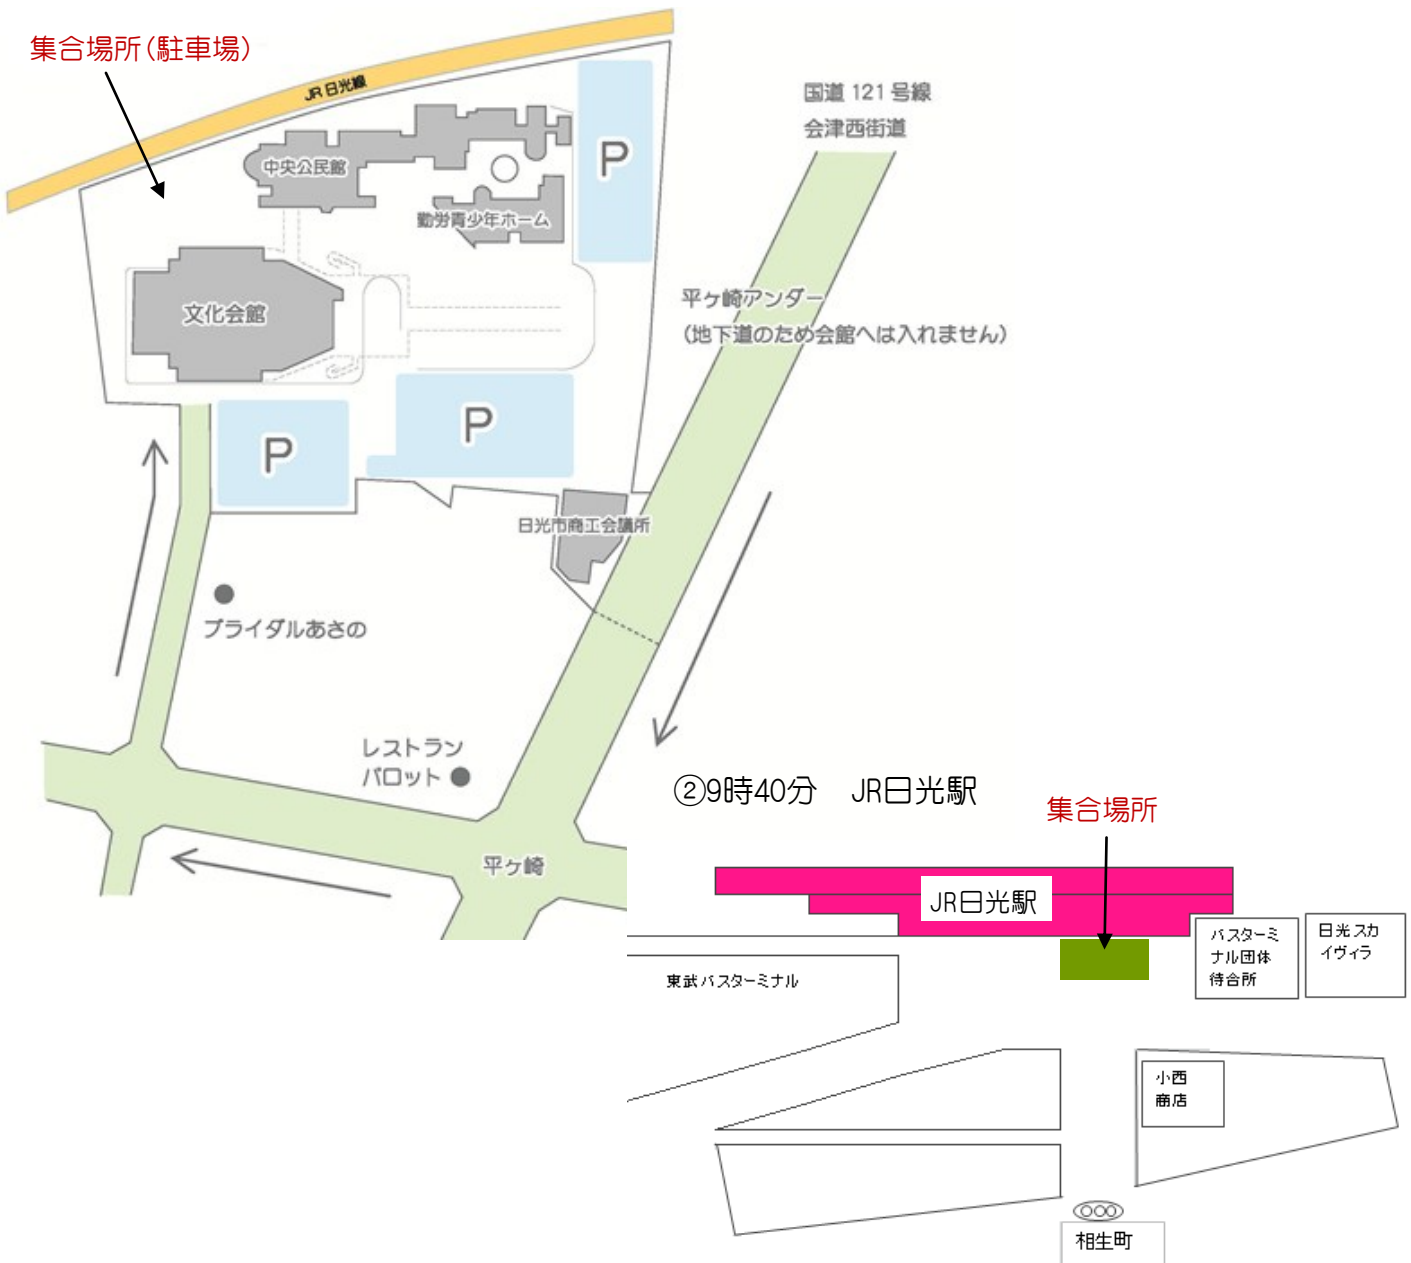 集合場所(駐車場)
JR日光線
国道 121 号線
会津西街道
P
中央公民館
勤労青少年ホーム
文化会館
平ヶ崎アンダー
(地下道のため会館へは入れません)
P
P
日光市商工会議所
ブライダルあさの
レストラン
パロット
平ヶ崎
②9時40分 JR日光駅
集合場所
JR日光駅
バスターミ
ナル団体
待合所
日光スカ
イヴィラ
東武バスターミナル
小西
商店
相生町